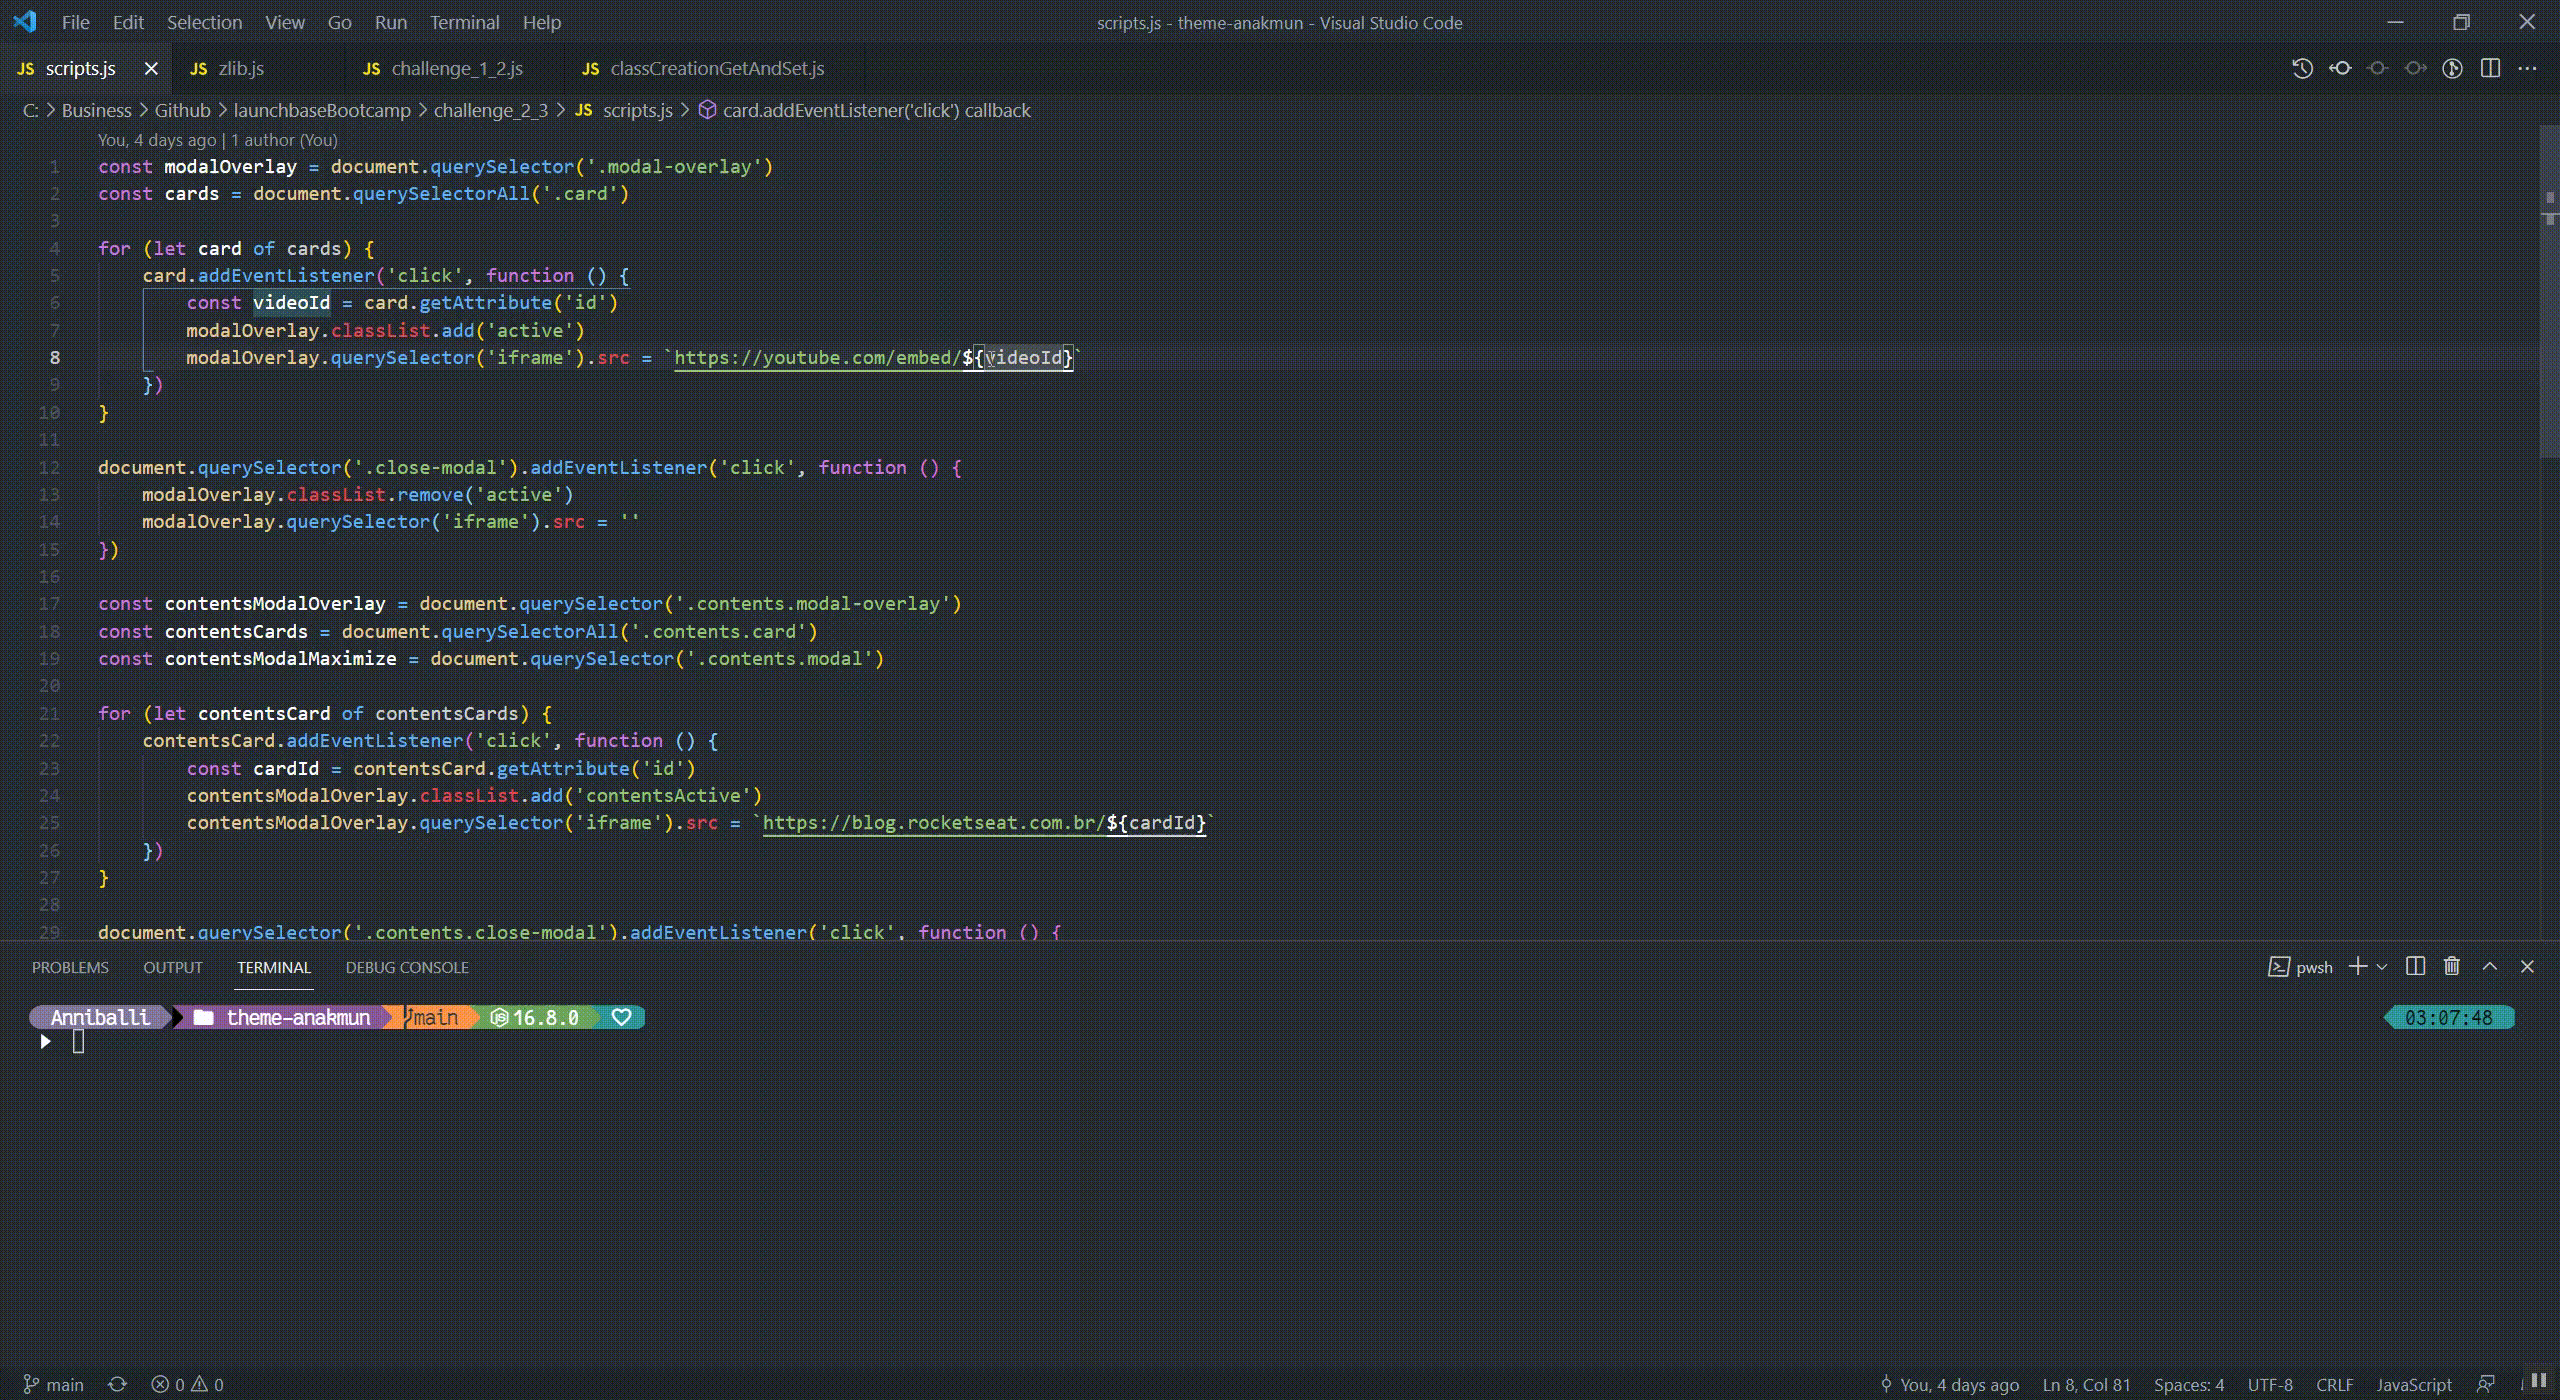 File Edit Selection View Go Run Terminal Help scripts.js - theme-anakmun - Visual Studio Code
JS scripts.js JS zlib.js JS challenge_1_2.js JS classCreationGetAndSet.js
C: > Business > Github > launchbaseBootcamp > challenge_2_3 > JS scripts.js > card.addEventListener('click') callback
You, 4 days ago | 1 author (You)
1 const modalOverlay = document.querySelector('.modal-overlay')
2 const cards = document.querySelectorAll('.card')
3
4 for (let card of cards) {
5 card.addEventListener('click', function () {
6 const videoId = card.getAttribute('id')
7 modalOverlay.classList.add('active')
8 modalOverlay.querySelector('iframe').src = `https://youtube.com/embed/${videoId}`
9 })
10 }
11
12 document.querySelector('.close-modal').addEventListener('click', function () {
13 modalOverlay.classList.remove('active')
14 modalOverlay.querySelector('iframe').src = ''
15 })
16
17 const contentsModalOverlay = document.querySelector('.contents.modal-overlay')
18 const contentsCards = document.querySelectorAll('.contents.card')
19 const contentsModalMaximize = document.querySelector('.contents.modal')
20
21 for (let contentsCard of contentsCards) {
22 contentsCard.addEventListener('click', function () {
23 const cardId = contentsCard.getAttribute('id')
24 contentsModalOverlay.classList.add('contentsActive')
25 contentsModalOverlay.querySelector('iframe').src = `https://blog.rocketseat.com.br/${cardId}`
26 })
27 }
28
29 document.querySelector('.contents.close-modal').addEventListener('click', function () {
PROBLEMS OUTPUT TERMINAL DEBUG CONSOLE pwsh
Anniballi theme-anakmun main 16.8.0 03:07:48
main 0 0 You, 4 days ago Ln 8, Col 81 Spaces: 4 UTF-8 CRLF JavaScript